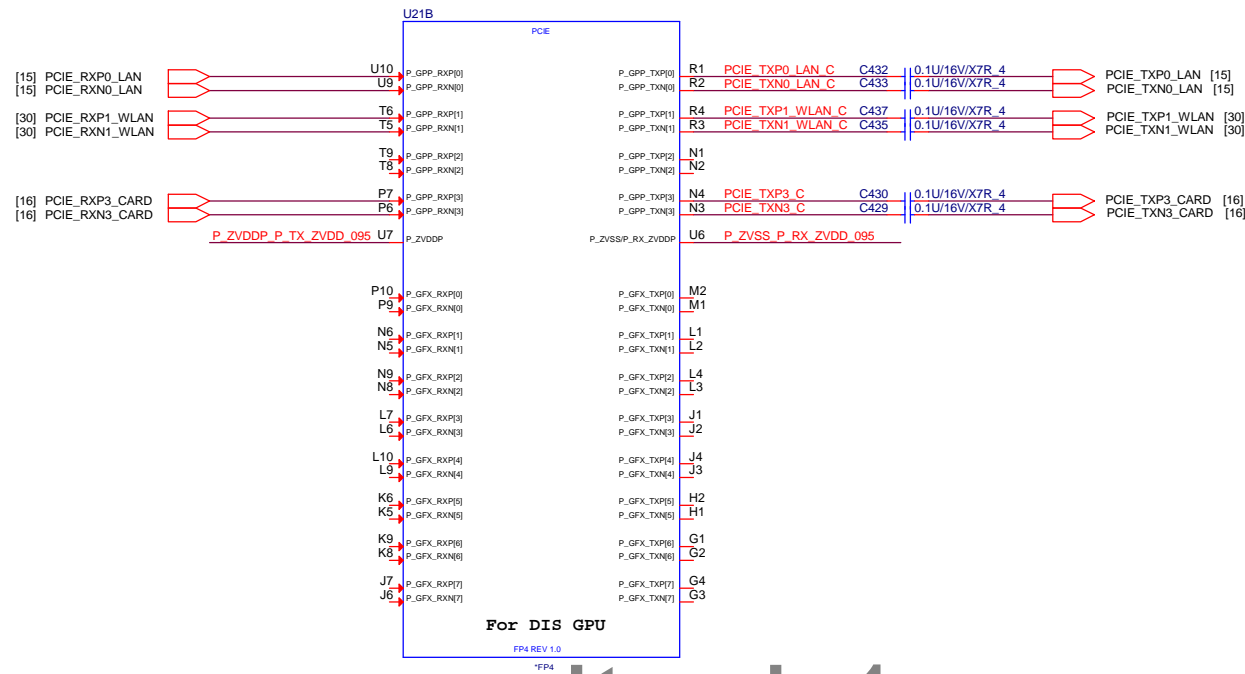 U21B
PCIE
[15] PCIE_RXP0_LAN U10 P_GPP_RXP[0] P_GPP_TXP[0] R1 PCIE_TXP0_LAN_C C432 0.1U/16V/X7R_4 PCIE_TXP0_LAN [15]
[15] PCIE_RXN0_LAN U9 P_GPP_RXN[0] P_GPP_TXN[0] R2 PCIE_TXN0_LAN_C C433 0.1U/16V/X7R_4 PCIE_TXN0_LAN [15]
[30] PCIE_RXP1_WLAN T6 P_GPP_RXP[1] P_GPP_TXP[1] R4 PCIE_TXP1_WLAN_C C437 0.1U/16V/X7R_4 PCIE_TXP1_WLAN [30]
[30] PCIE_RXN1_WLAN T5 P_GPP_RXN[1] P_GPP_TXN[1] R3 PCIE_TXN1_WLAN_C C435 0.1U/16V/X7R_4 PCIE_TXN1_WLAN [30]
T9 P_GPP_RXP[2] P_GPP_TXP[2] N1
T8 P_GPP_RXN[2] P_GPP_TXN[2] N2
[16] PCIE_RXP3_CARD P7 P_GPP_RXP[3] P_GPP_TXP[3] N4 PCIE_TXP3_C C430 0.1U/16V/X7R_4 PCIE_TXP3_CARD [16]
[16] PCIE_RXN3_CARD P6 P_GPP_RXN[3] P_GPP_TXN[3] N3 PCIE_TXN3_C C429 0.1U/16V/X7R_4 PCIE_TXN3_CARD [16]
P_ZVDDP_P_TX_ZVDD_095 U7 P_ZVDDP P_ZVSS/P_RX_ZVDDP U6 P_ZVSS_P_RX_ZVDD_095
P10 P_GFX_RXP[0] P_GFX_TXP[0] M2
P9 P_GFX_RXN[0] P_GFX_TXN[0] M1
N6 P_GFX_RXP[1] P_GFX_TXP[1] L1
N5 P_GFX_RXN[1] P_GFX_TXN[1] L2
N9 P_GFX_RXP[2] P_GFX_TXP[2] L4
N8 P_GFX_RXN[2] P_GFX_TXN[2] L3
L7 P_GFX_RXP[3] P_GFX_TXP[3] J1
L6 P_GFX_RXN[3] P_GFX_TXN[3] J2
L10 P_GFX_RXP[4] P_GFX_TXP[4] J4
L9 P_GFX_RXN[4] P_GFX_TXN[4] J3
K6 P_GFX_RXP[5] P_GFX_TXP[5] H2
K5 P_GFX_RXN[5] P_GFX_TXN[5] H1
K9 P_GFX_RXP[6] P_GFX_TXP[6] G1
K8 P_GFX_RXN[6] P_GFX_TXN[6] G2
J7 P_GFX_RXP[7] P_GFX_TXP[7] G4
J6 P_GFX_RXN[7] P_GFX_TXN[7] G3
For DIS GPU
FP4 REV 1.0
*FP4